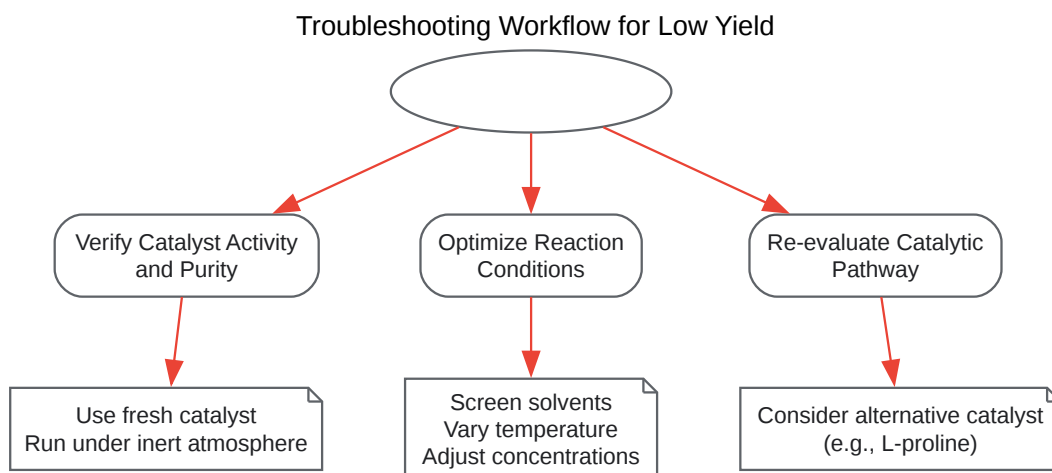 Troubleshooting Workflow for Low Yield
Verify Catalyst Activity
and Purity
Optimize Reaction
Conditions
Re-evaluate Catalytic
Pathway
Use fresh catalyst
Run under inert atmosphere
Screen solvents
Vary temperature
Adjust concentrations
Consider alternative catalyst
(e.g., L-proline)